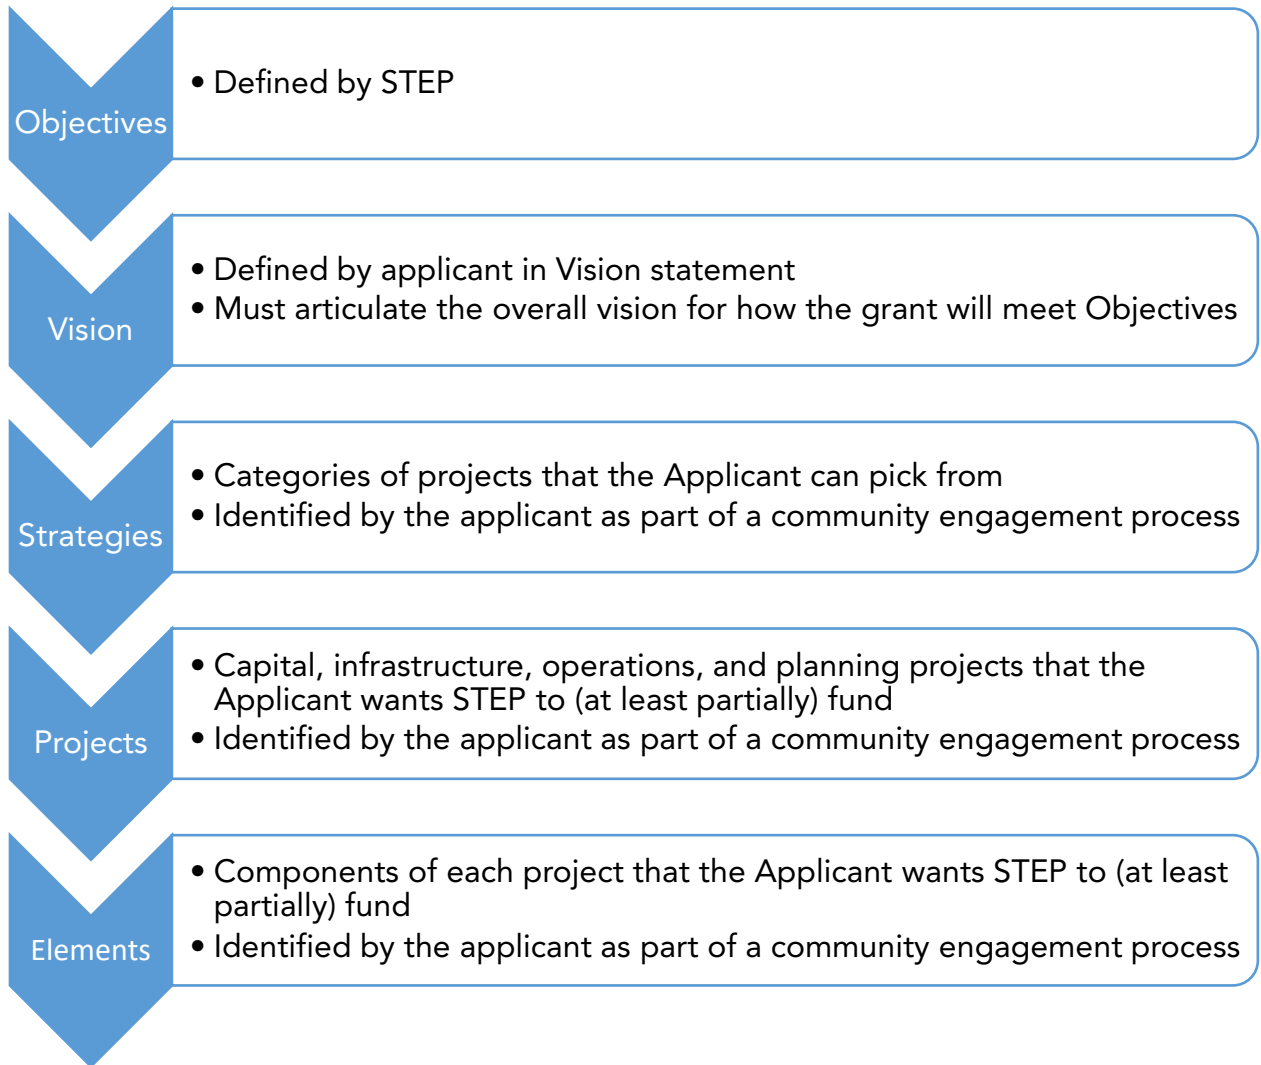 Objectives
• Defined by STEP
Vision
• Defined by applicant in Vision statement
• Must articulate the overall vision for how the grant will meet Objectives
Strategies
• Categories of projects that the Applicant can pick from
• Identified by the applicant as part of a community engagement process
Projects
• Capital, infrastructure, operations, and planning projects that the
Applicant wants STEP to (at least partially) fund
• Identified by the applicant as part of a community engagement process
Elements
• Components of each project that the Applicant wants STEP to (at least
partially) fund
• Identified by the applicant as part of a community engagement process